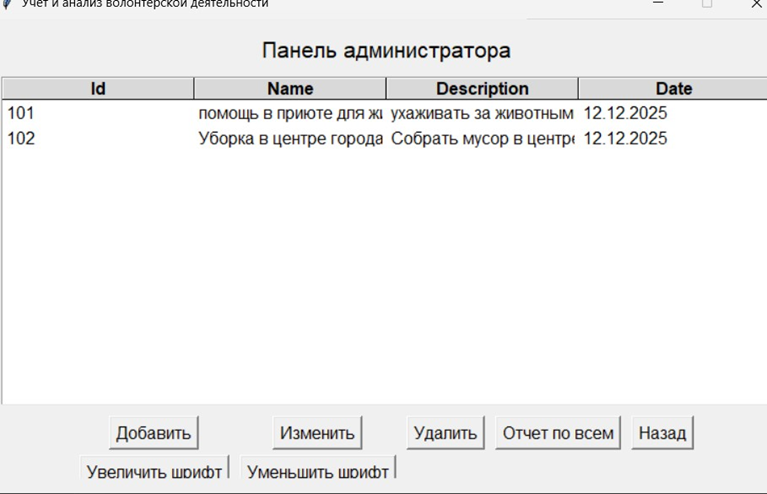 Учет и анализ волонтерской деятельности
Панель администратора
Id Name Description Date
101 помощь в приюте для жи ухаживать за животным 12.12.2025
102 Уборка в центре города Собрать мусор в центре 12.12.2025
Добавить Изменить Удалить Отчет по всем Назад
Увеличить шрифт Уменьшить шрифт